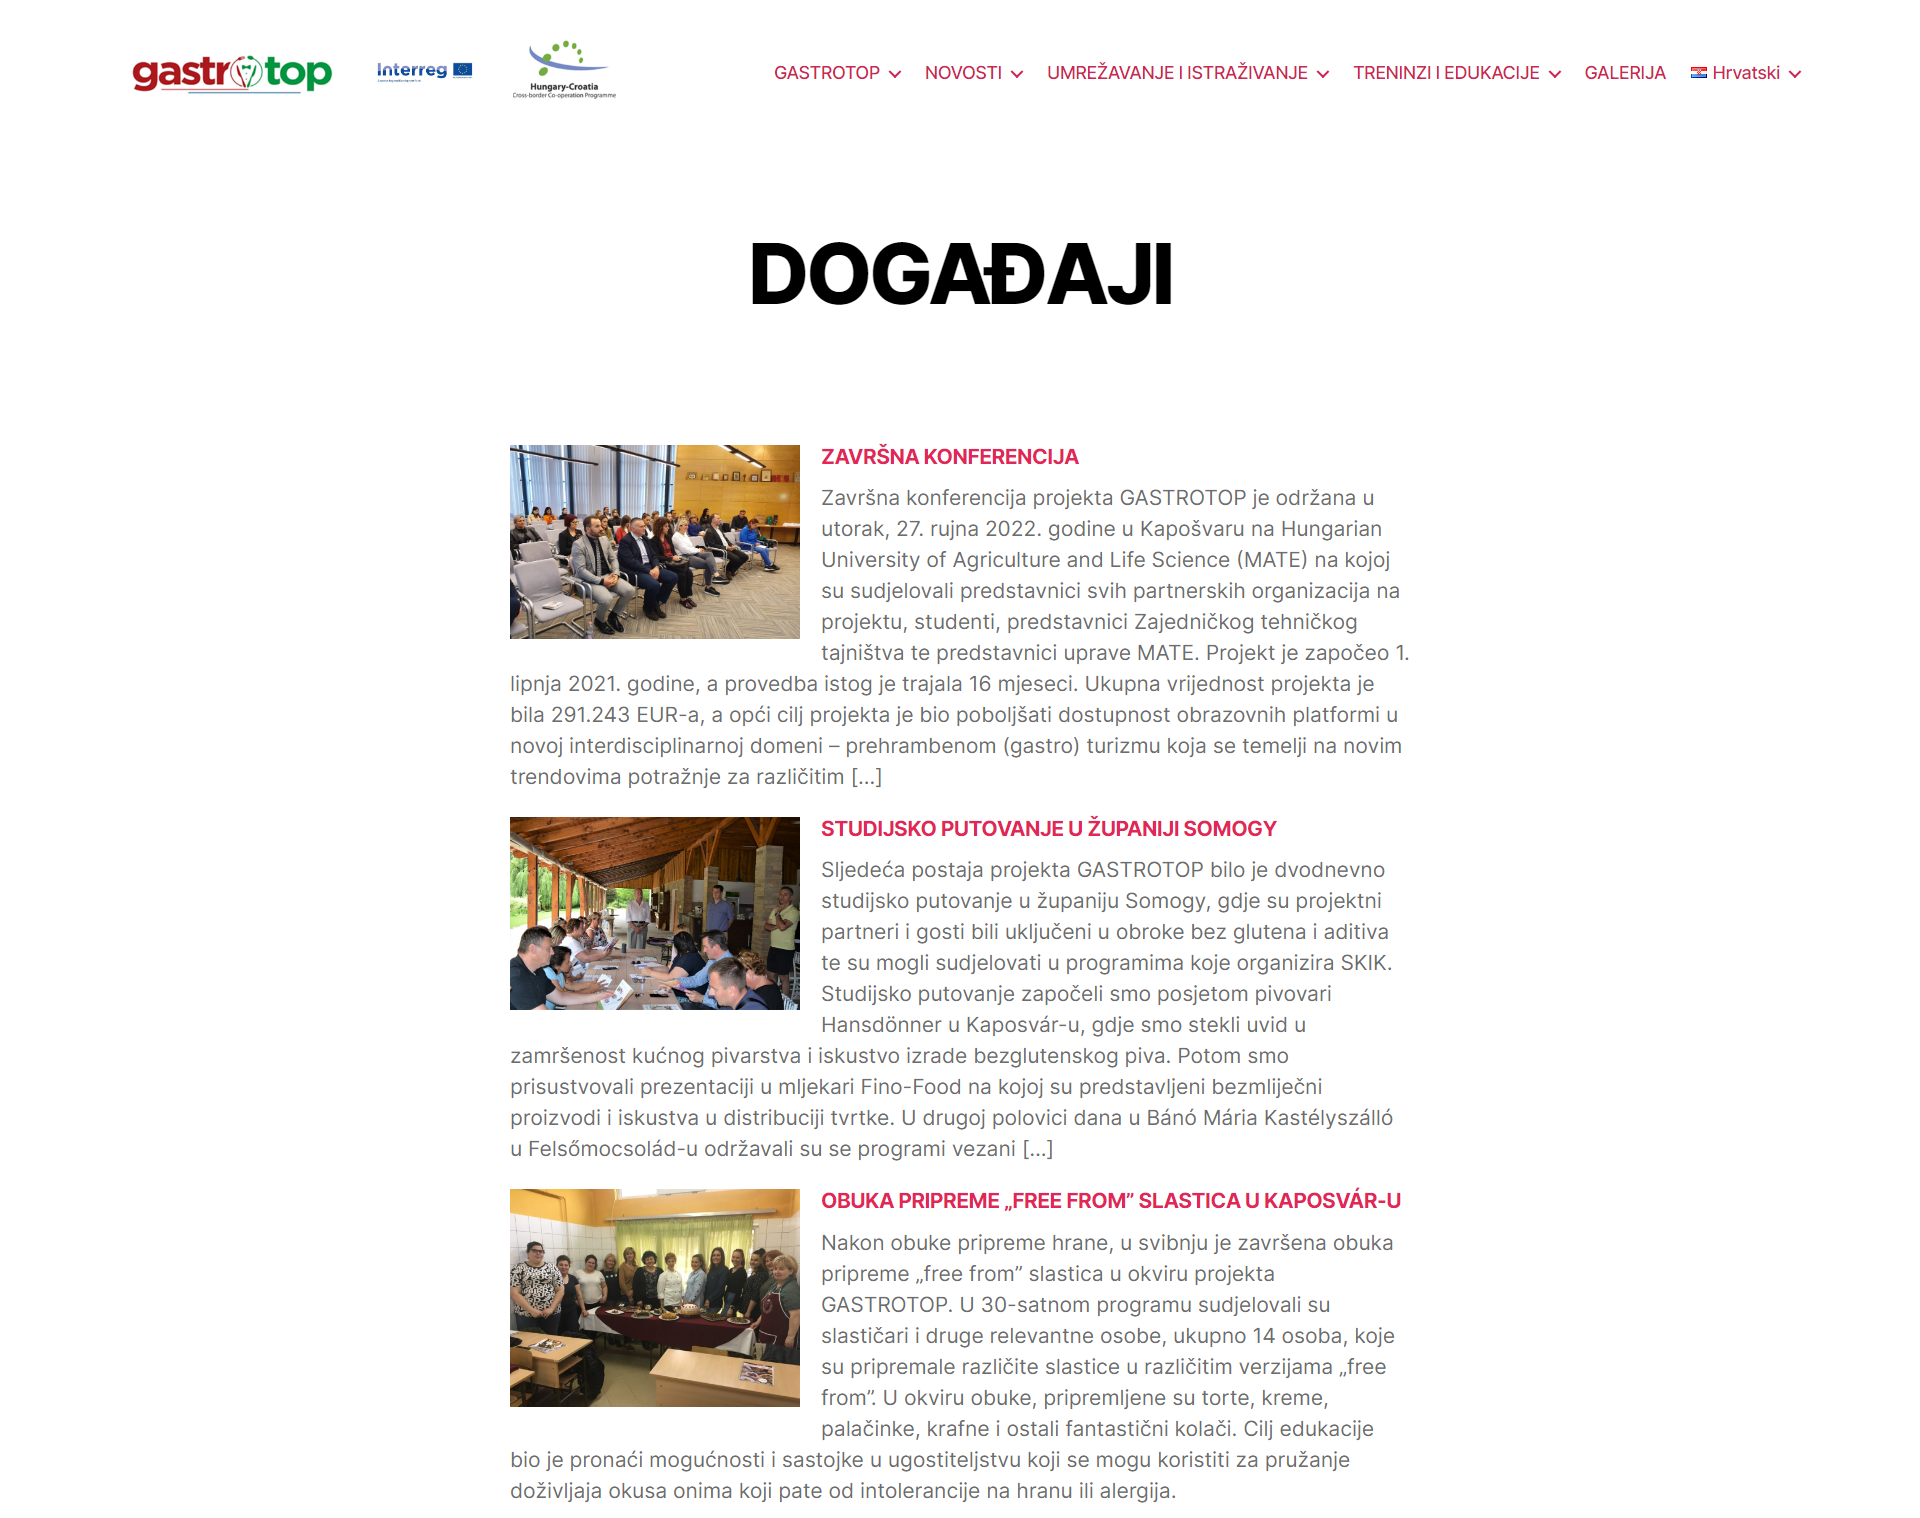 gastrotop
Interreg
Hungary-Croatia
Cross-border Co-operation Programme
GASTROTOP
NOVOSTI
UMREŽAVANJE I ISTRAŽIVANJE
TRENINZI I EDUKACIJE
GALERIJA
Hrvatski
DOGAĐAJI
ZAVRŠNA KONFERENCIJA
Završna konferencija projekta GASTROTOP je održana u
utorak, 27. rujna 2022. godine u Kapošvaru na Hungarian
University of Agriculture and Life Science (MATE) na kojoj
su sudjelovali predstavnici svih partnerskih organizacija na
projektu, studenti, predstavnici Zajedničkog tehničkog
tajništva te predstavnici uprave MATE. Projekt je započeo 1.
lipnja 2021. godine, a provedba istog je trajala 16 mjeseci. Ukupna vrijednost projekta je
bila 291.243 EUR-a, a opći cilj projekta je bio poboljšati dostupnost obrazovnih platformi u
novoj interdisciplinarnoj domeni – prehrambenom (gastro) turizmu koja se temelji na novim
trendovima potražnje za različitim […]
STUDIJSKO PUTOVANJE U ŽUPANIJI SOMOGY
Sljedeća postaja projekta GASTROTOP bilo je dvodnevno
studijsko putovanje u županiju Somogy, gdje su projektni
partneri i gosti bili uključeni u obroke bez glutena i aditiva
te su mogli sudjelovati u programima koje organizira SKIK.
Studijsko putovanje započeli smo posjetom pivovari
Hansdönner u Kaposvár-u, gdje smo stekli uvid u
zamršenost kućnog pivarstva i iskustvo izrade bezglutenskog piva. Potom smo
prisustvovali prezentaciji u mljekari Fino-Food na kojoj su predstavljeni bezmliječni
proizvodi i iskustva u distribuciji tvrtke. U drugoj polovici dana u Bánó Mária Kastélyszálló
u Felsőmocsolád-u održavali su se programi vezani […]
OBUKA PRIPREME „FREE FROM” SLASTICA U KAPOSVÁR-U
Nakon obuke pripreme hrane, u svibnju je završena obuka
pripreme „free from” slastica u okviru projekta
GASTROTOP. U 30-satnom programu sudjelovali su
slastičari i druge relevantne osobe, ukupno 14 osoba, koje
su pripremale različite slastice u različitim verzijama „free
from”. U okviru obuke, pripremljene su torte, kreme,
palačinke, krafne i ostali fantastični kolači. Cilj edukacije
bio je pronaći mogućnosti i sastojke u ugostiteljstvu koji se mogu koristiti za pružanje
doživljaja okusa onima koji pate od intolerancije na hranu ili alergija.